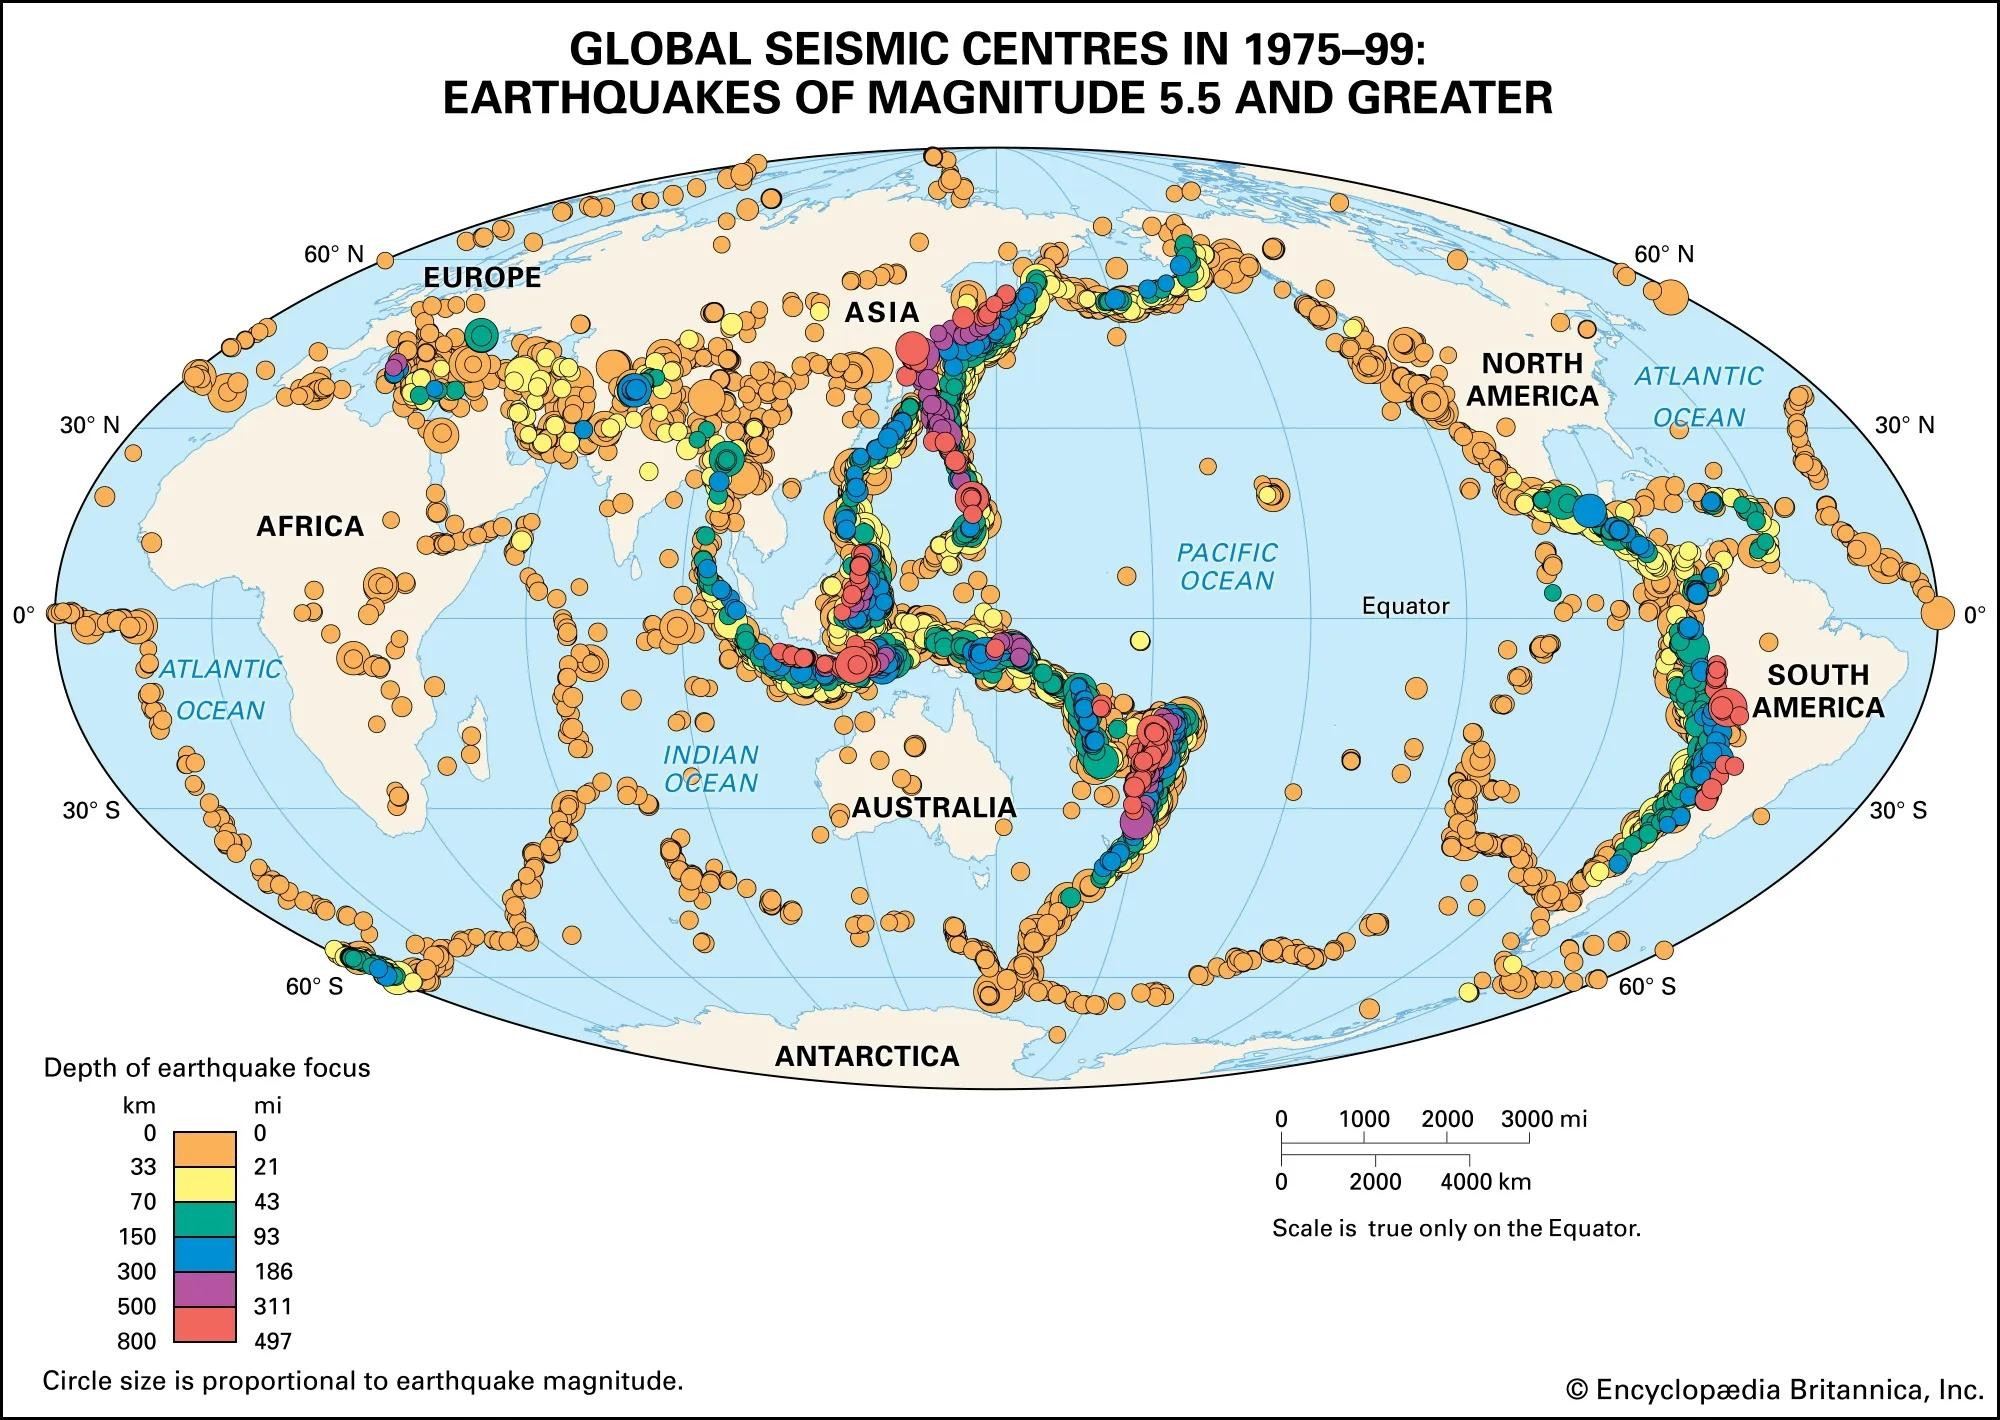 GLOBAL SEISMIC CENTRES IN 1975–99:
EARTHQUAKES OF MAGNITUDE 5.5 AND GREATER
60° N
60° N
EUROPE
ASIA
NORTH
AMERICA
ATLANTIC
OCEAN
30° N
30° N
AFRICA
PACIFIC
OCEAN
Equator
0°
0°
ATLANTIC
OCEAN
SOUTH
AMERICA
INDIAN
OCEAN
AUSTRALIA
30° S
30° S
60° S
60° S
ANTARCTICA
Depth of earthquake focus
km mi
0 0
33 21
70 43
150 93
300 186
500 311
800 497
Circle size is proportional to earthquake magnitude.
0 1000 2000 3000 mi
0 2000 4000 km
Scale is true only on the Equator.
© Encyclopædia Britannica, Inc.